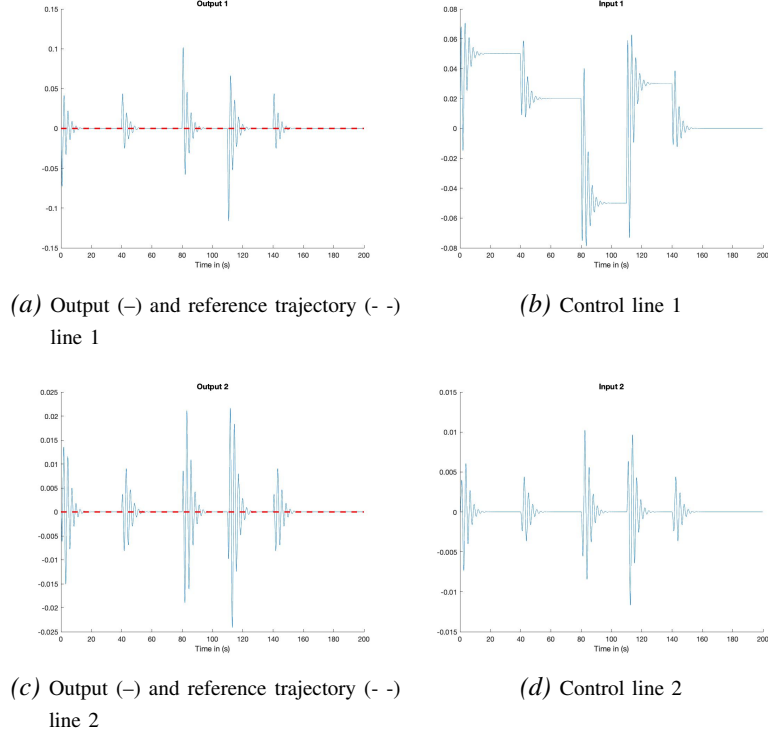 Output 1
0.15
0.1
0.05
0
-0.05
-0.1
-0.15
0 20 40 60 80 100 120 140 160 180 200
Time in (s)
Input 1
0.08
0.06
0.04
0.02
0
-0.02
-0.04
-0.06
-0.08
0 20 40 60 80 100 120 140 160 180 200
Time in (s)
(a) Output (–) and reference trajectory (- -)
line 1
(b) Control line 1
Output 2
0.025
0.02
0.015
0.01
0.005
0
-0.005
-0.01
-0.015
-0.02
-0.025
0 20 40 60 80 100 120 140 160 180 200
Time in (s)
Input 2
0.015
0.01
0.005
0
-0.005
-0.01
-0.015
0 20 40 60 80 100 120 140 160 180 200
Time in (s)
(c) Output (–) and reference trajectory (- -)
line 2
(d) Control line 2